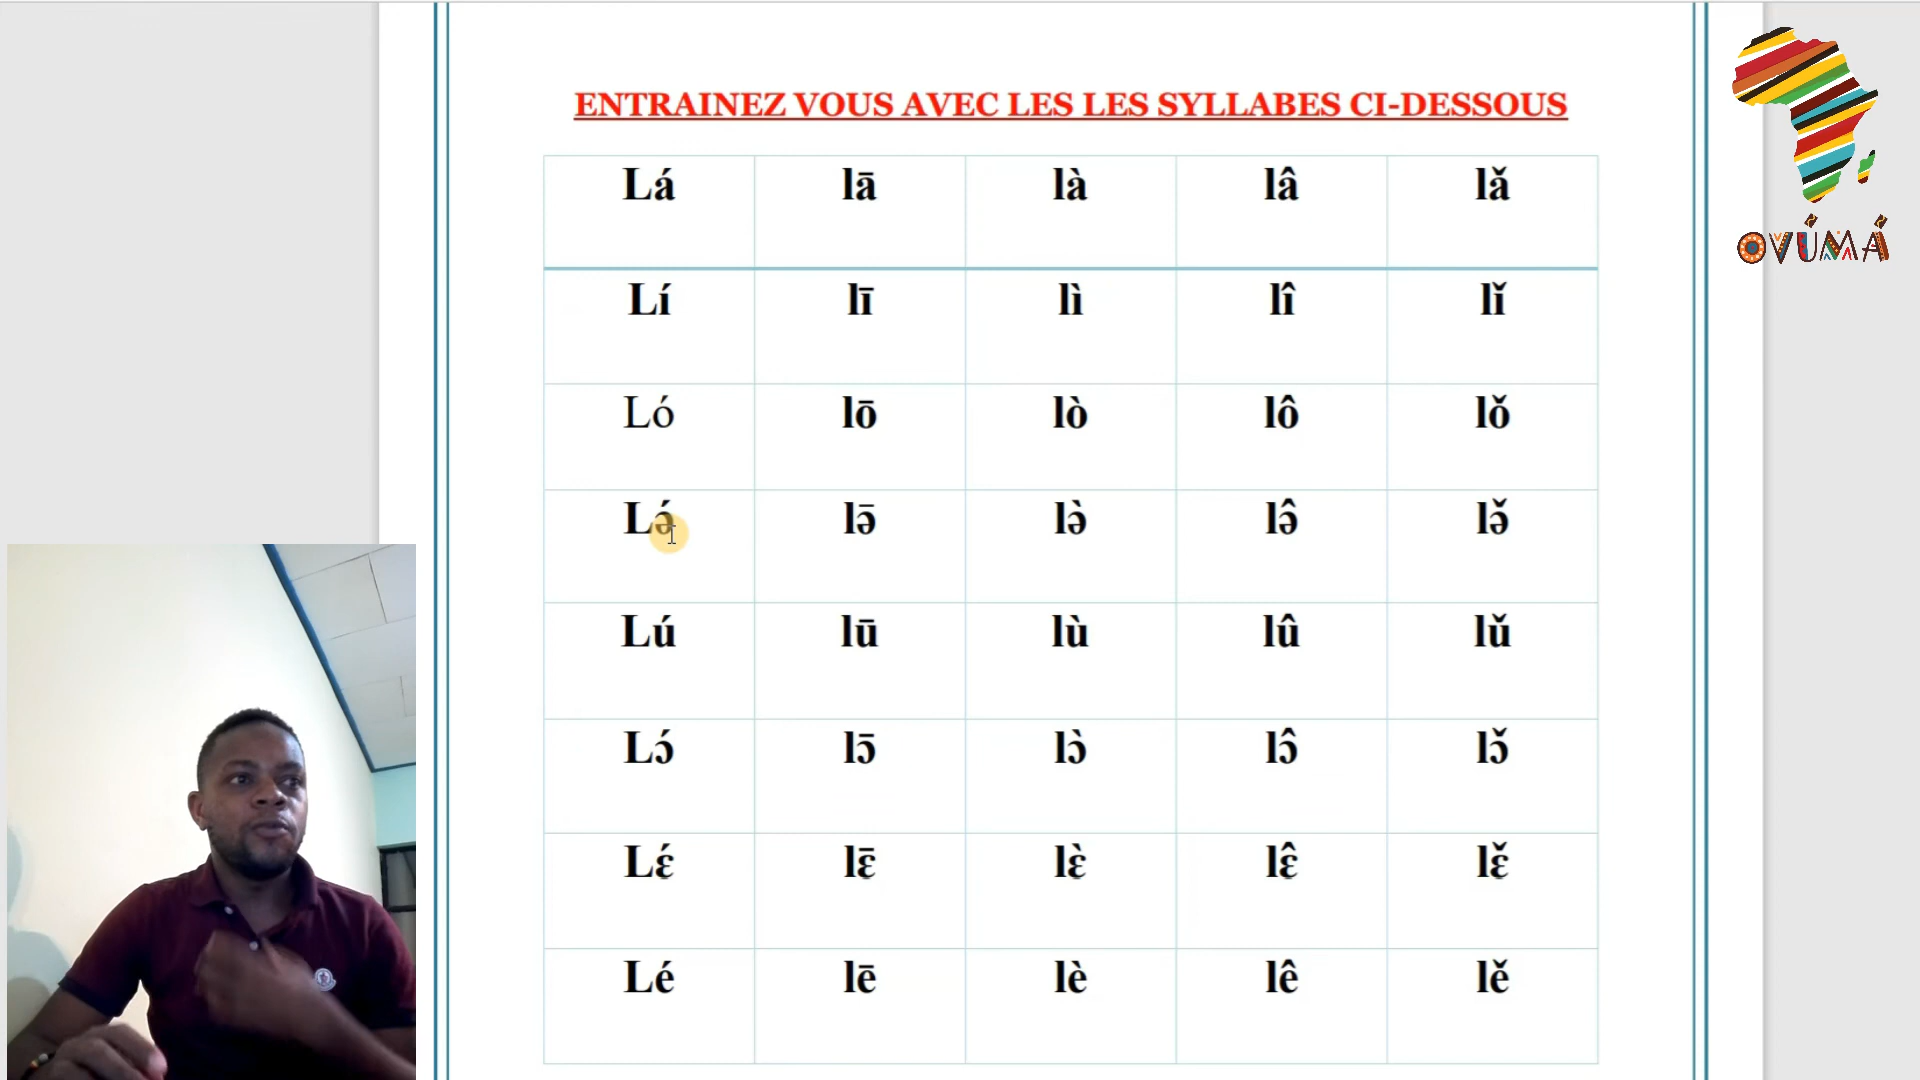 ENTRAINEZ VOUS AVEC LES LES SYLLABES CI-DESSOUS
Lá lā là lâ lǎ
Lí lī lì lî lǐ
Ló lō lò lô lǒ
Lə́ lə̄ lə̀ lə̂ lə̌
Lú lū lù lû lǔ
Lɔ́ lɔ̄ lɔ̀ lɔ̂ lɔ̌
Lɛ́ lɛ̄ lɛ̀ lɛ̂ lɛ̌
Lé lē lè lê lě
OVÚMÁ